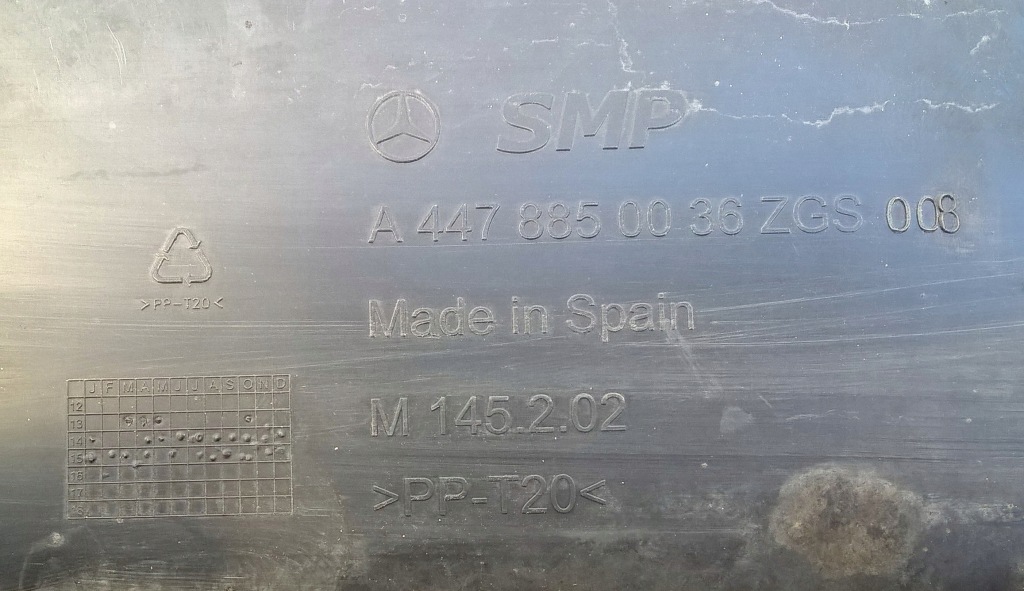 SMP
A 447 885 00 36 ZGS 008
>PP-T20<
Made in Spain
J F M A M J J A S O N D
12
13
14
15
16
17
M 145.2.02
>PP-T20<